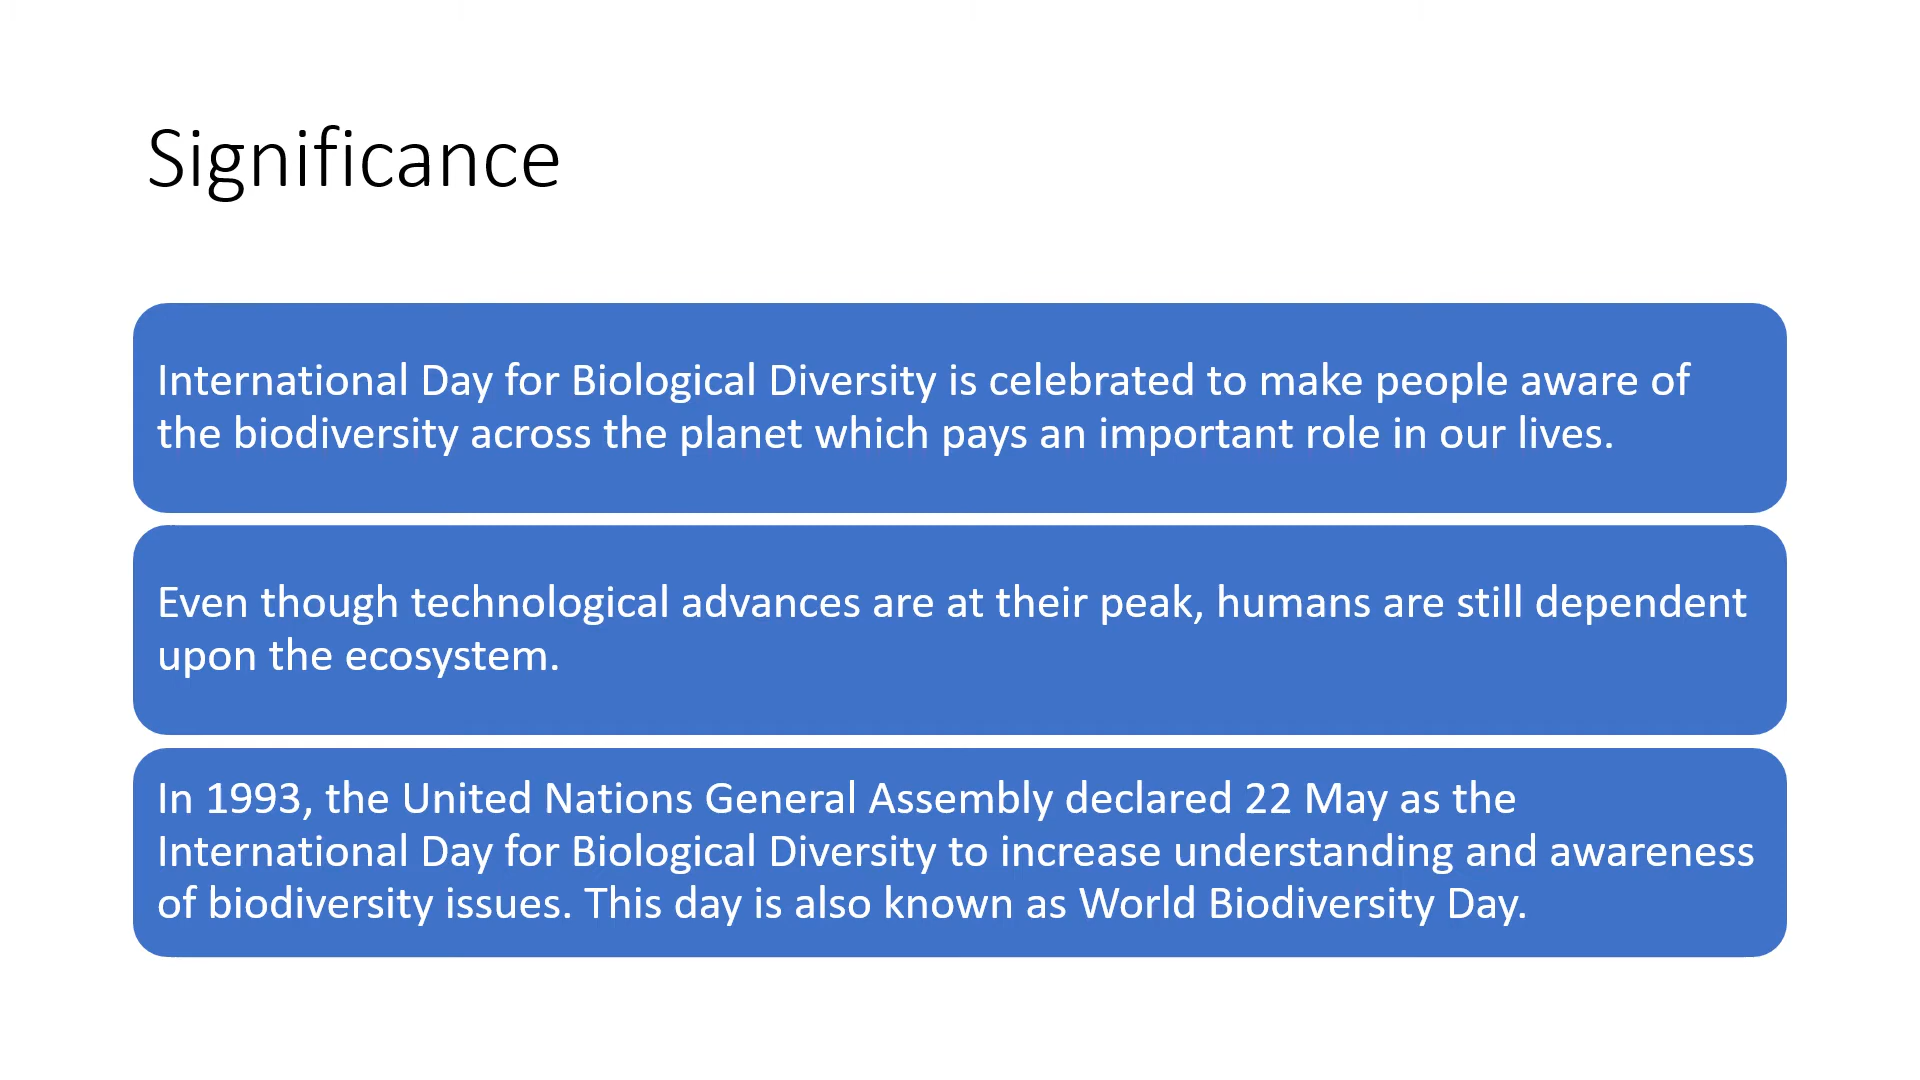 Significance
International Day for Biological Diversity is celebrated to make people aware of
the biodiversity across the planet which pays an important role in our lives.
Even though technological advances are at their peak, humans are still dependent
upon the ecosystem.
In 1993, the United Nations General Assembly declared 22 May as the
International Day for Biological Diversity to increase understanding and awareness
of biodiversity issues. This day is also known as World Biodiversity Day.